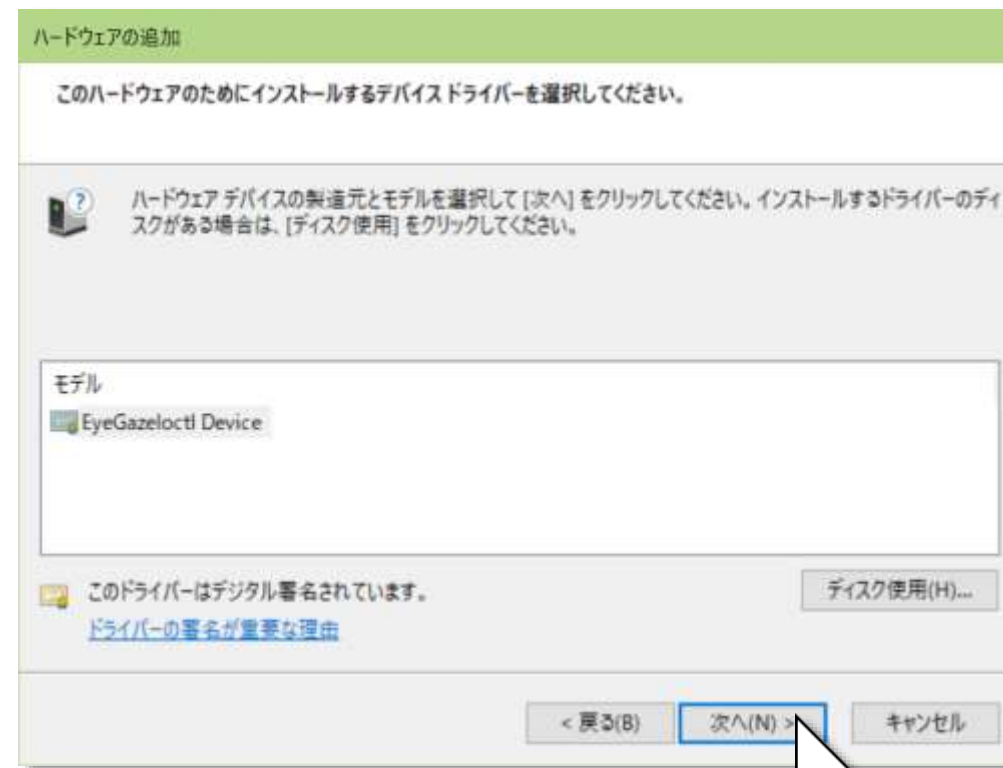 ハードウェアの追加
このハードウェアのためにインストールするデバイス ドライバーを選択してください。
ハードウェア デバイスの製造元とモデルを選択して [次へ] をクリックしてください。インストールするドライバーのディ
スクがある場合は、[ディスク使用] をクリックしてください。
モデル
EyeGazeIoctl Device
このドライバーはデジタル署名されています。
ディスク使用(H)...
ドライバーの署名が重要な理由
< 戻る(B)
次へ(N) >
キャンセル